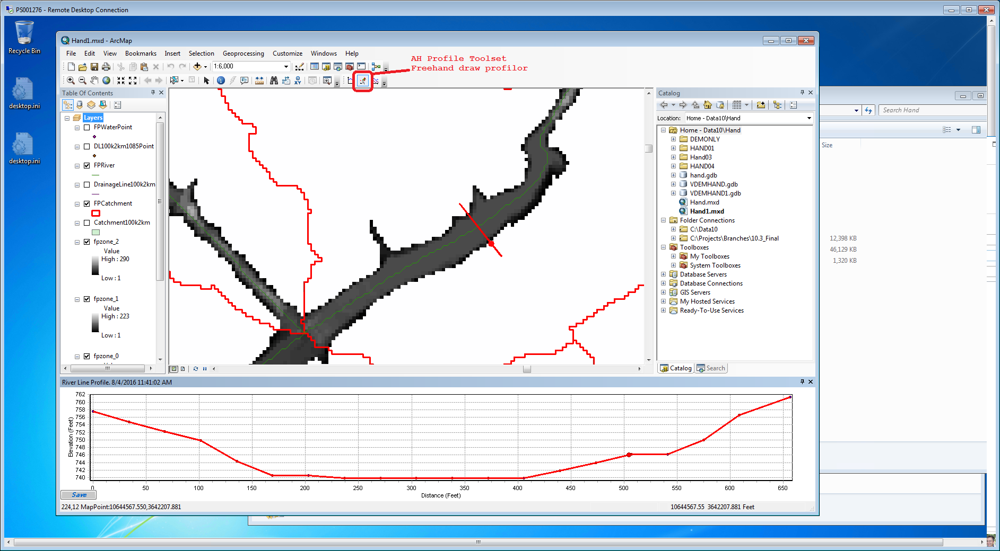 PS001276 - Remote Desktop Connection
Recycle Bin
desktop.ini
desktop.ini
Hand1.mxd - ArcMap
File Edit View Bookmarks Insert Selection Geoprocessing Customize Windows Help
1:6,000
AH Profile Toolset
Freehand draw profilor
Table Of Contents
Layers
FPWaterPoint
DL100k2km1085Point
FPRiver
DrainageLine100k2km
FPCatchment
Catchment100k2km
fpzone_2
Value
High : 290
Low : 1
fpzone_1
Value
High : 223
Low : 1
fpzone_0
Catalog
Location: Home - Data10\Hand
Home - Data10\Hand
DEMONLY
HAND01
Hand03
HAND04
hand.gdb
VDEMHAND.gdb
VDEMHAND1.gdb
Hand.mxd
Hand1.mxd
Folder Connections
C:\Data10
C:\Projects\Branches\10.3_Final
Toolboxes
My Toolboxes
System Toolboxes
Database Servers
Database Connections
GIS Servers
My Hosted Services
Ready-To-Use Services
Catalog Search
Search Hand
Size
12,398 KB
46,129 KB
1,320 KB
River Line Profile. 8/4/2016 11:41:02 AM
762
760
758
756
754
752
750
748
746
744
742
740
Elevation (Feet)
0 50 100 150 200 250 300 350 400 450 500 550 600 650
Distance (Feet)
Save
224,12 MapPoint:10644567.550,3642207.881
10644567.55 3642207.881 Feet